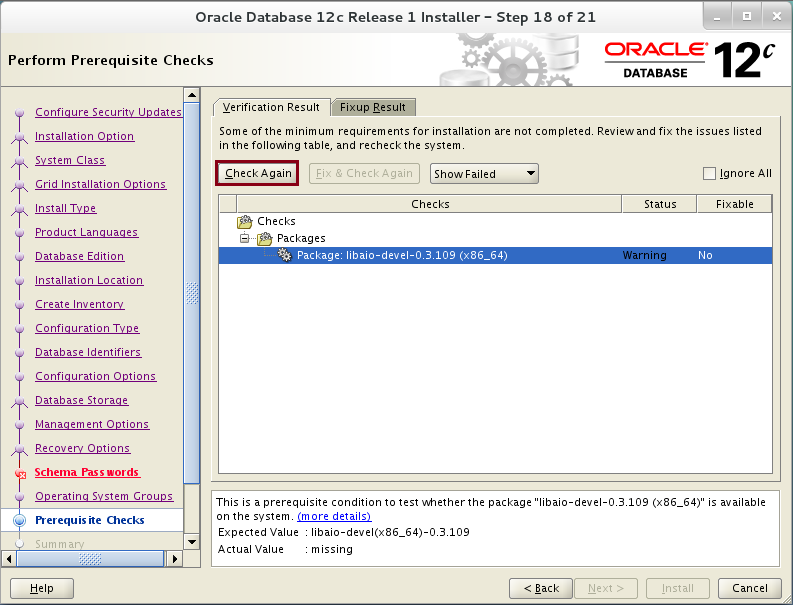 Oracle Database 12c Release 1 Installer - Step 18 of 21
Perform Prerequisite Checks
ORACLE®
DATABASE
12c
Configure Security Updates
Installation Option
System Class
Grid Installation Options
Install Type
Product Languages
Database Edition
Installation Location
Create Inventory
Configuration Type
Database Identifiers
Configuration Options
Database Storage
Management Options
Recovery Options
Schema Passwords
Operating System Groups
Prerequisite Checks
Summary
Verification Result Fixup Result
Some of the minimum requirements for installation are not completed. Review and fix the issues listed
in the following table, and recheck the system.
Check Again Fix & Check Again Show Failed Ignore All
Checks Status Fixable
Checks
Packages
Package: libaio-devel-0.3.109 (x86_64) Warning No
This is a prerequisite condition to test whether the package "libaio-devel-0.3.109 (x86_64)" is available
on the system. (more details)
Expected Value : libaio-devel(x86_64)-0.3.109
Actual Value : missing
Help < Back Next > Install Cancel